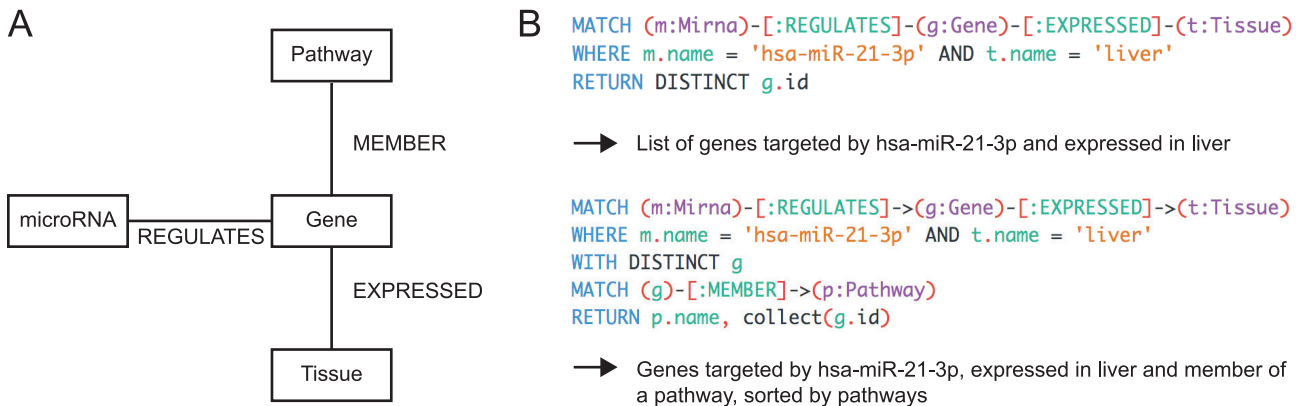 A
Pathway
MEMBER
microRNA
REGULATES
Gene
EXPRESSED
Tissue
B
MATCH (m:Mirna)-[:REGULATES]-(g:Gene)-[:EXPRESSED]-(t:Tissue)
WHERE m.name = 'hsa-miR-21-3p' AND t.name = 'liver'
RETURN DISTINCT g.id
List of genes targeted by hsa-miR-21-3p and expressed in liver
MATCH (m:Mirna)-[:REGULATES]->(g:Gene)-[:EXPRESSED]->(t:Tissue)
WHERE m.name = 'hsa-miR-21-3p' AND t.name = 'liver'
WITH DISTINCT g
MATCH (g)-[:MEMBER]->(p:Pathway)
RETURN p.name, collect(g.id)
Genes targeted by hsa-miR-21-3p, expressed in liver and member of
a pathway, sorted by pathways